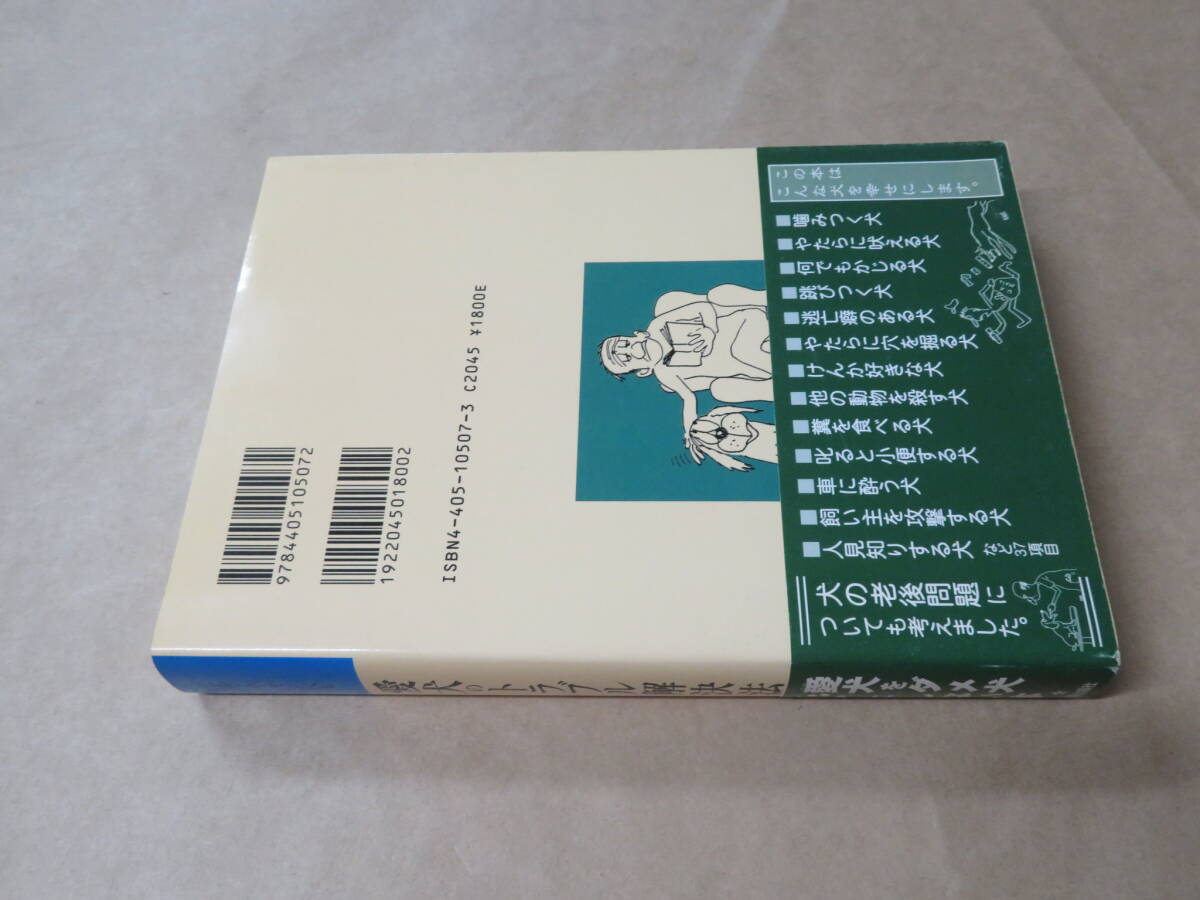 9784405105072
1922045018002
ISBN4-405-10507-3 C2045 ¥1800E
この本は
こんな犬を幸せにします。
■噛みつく犬
■やたらに吠える犬
■何でもかじる犬
■跳びつく犬
■逃亡癖のある犬
■やたらに穴を掘る犬
■けんか好きな犬
■他の動物を殺す犬
■糞を食べる犬
■叱ると小便する犬
■車に酔う犬
■飼い主を攻撃する犬
■人見知りする犬 など37項目
犬の老後問題に
ついても考えました。
愛犬のトラブル解決法
愛犬をダメ犬